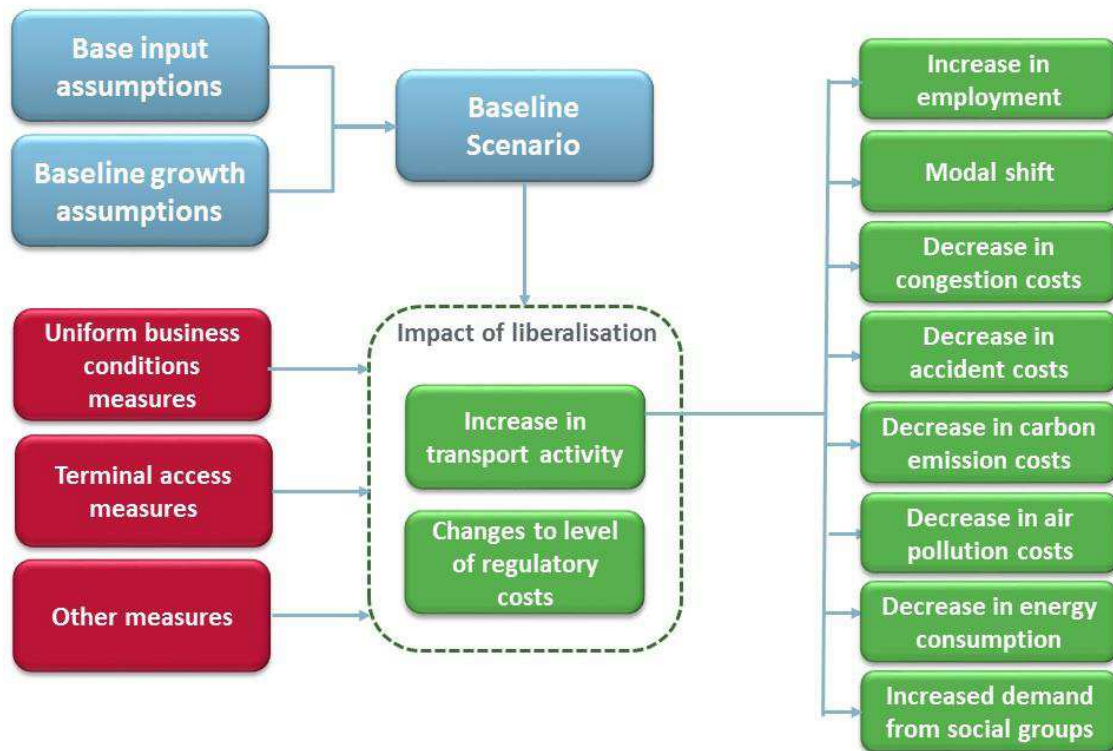 Base input
assumptions
Baseline growth
assumptions
Baseline
Scenario
Uniform business
conditions
measures
Terminal access
measures
Other measures
Impact of liberalisation
Increase in
transport activity
Changes to level
of regulatory
costs
Increase in
employment
Modal shift
Decrease in
congestion costs
Decrease in
accident costs
Decrease in carbon
emission costs
Decrease in air
pollution costs
Decrease in energy
consumption
Increased demand
from social groups